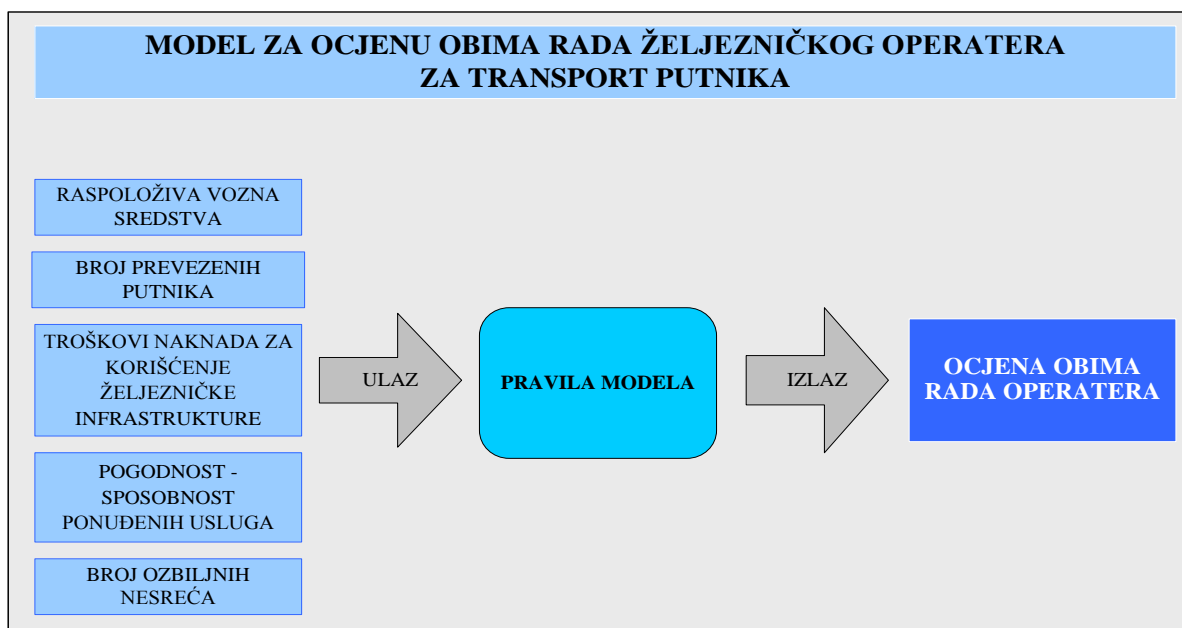 MODEL ZA OCJENU OBIMA RADA ŽELJEZNIČKOG OPERATERA
ZA TRANSPORT PUTNIKA
RASPOLOŽIVA VOZNA
SREDSTVA
BROJ PREVEZENIH
PUTNIKA
TROŠKOVI NAKNADA ZA
KORIŠĆENJE
ŽELJEZNIČKE
INFRASTRUKTURE
POGODNOST -
SPOSOBNOST
PONUĐENIH USLUGA
BROJ OZBILJNIH
NESREĆA
ULAZ
PRAVILA MODELA
IZLAZ
OCJENA OBIMA
RADA OPERATERA